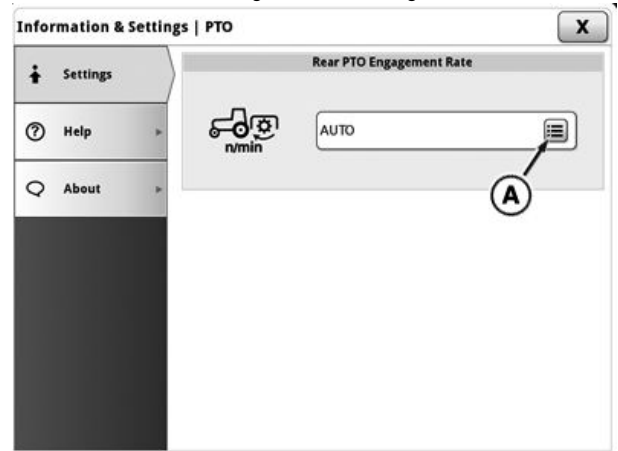 Information & Settings | PTO
X
Settings
Help
About
Rear PTO Engagement Rate
n/min
AUTO
A